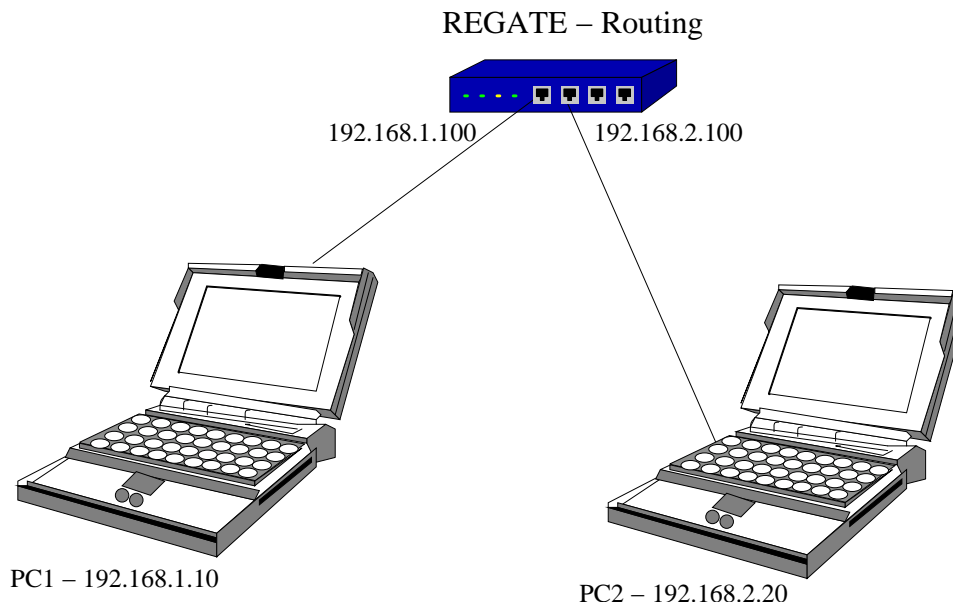 REGATE – Routing
192.168.1.100
192.168.2.100
PC1 – 192.168.1.10
PC2 – 192.168.2.20